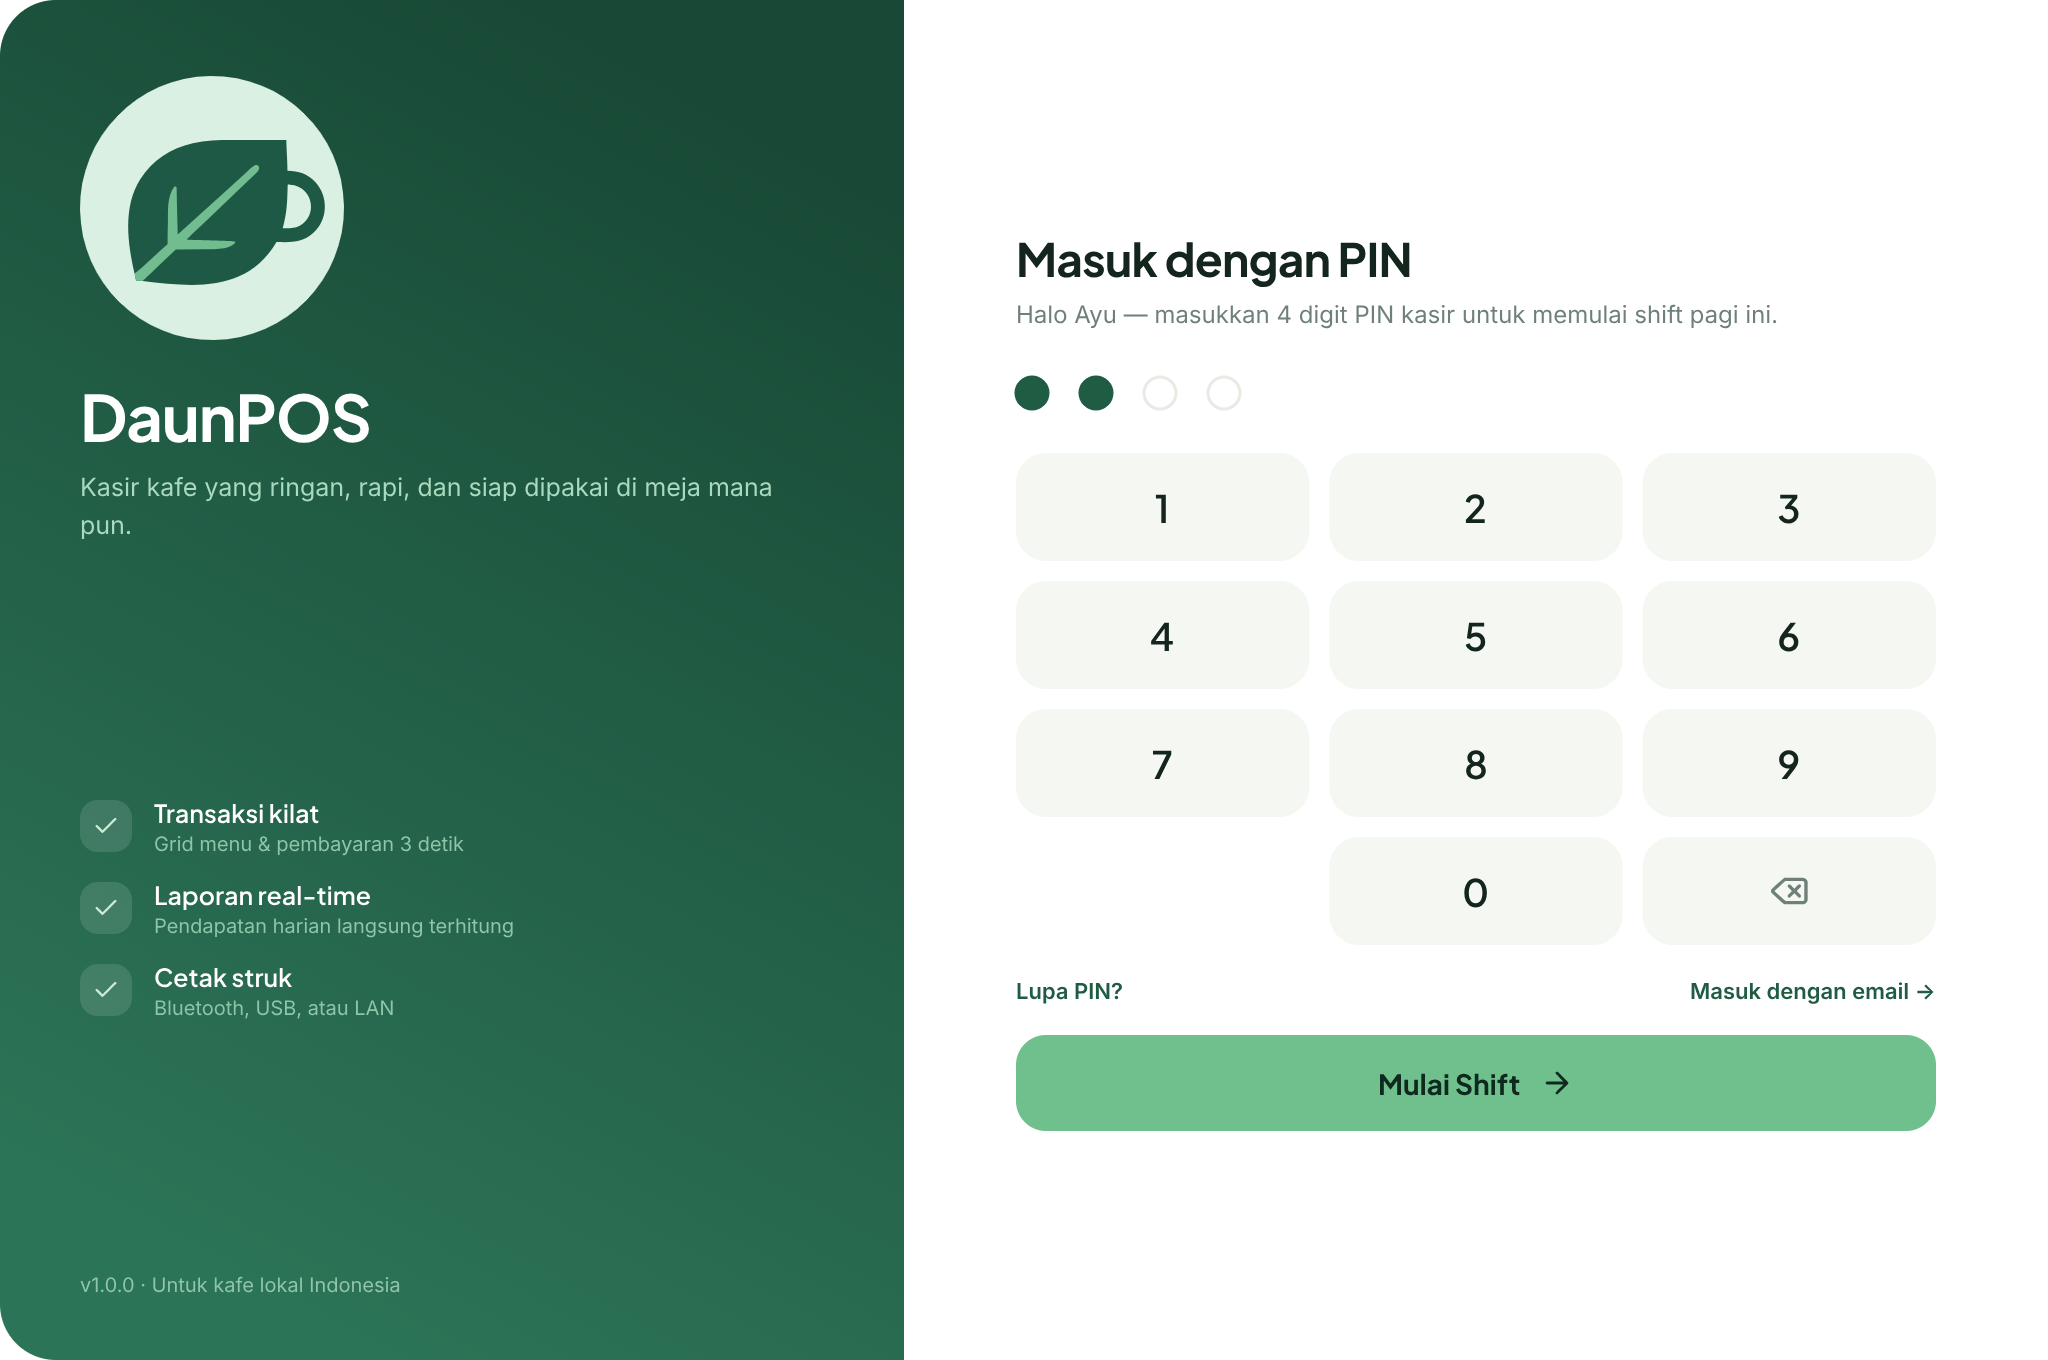 DaunPOS
Kasir kafe yang ringan, rapi, dan siap dipakai di meja mana
pun.
Transaksi kilat
Grid menu & pembayaran 3 detik
Laporan real-time
Pendapatan harian langsung terhitung
Cetak struk
Bluetooth, USB, atau LAN
v1.0.0 · Untuk kafe lokal Indonesia
Masuk dengan PIN
Halo Ayu — masukkan 4 digit PIN kasir untuk memulai shift pagi ini.
1 2 3
4 5 6
7 8 9
0
Lupa PIN?
Masuk dengan email →
Mulai Shift →